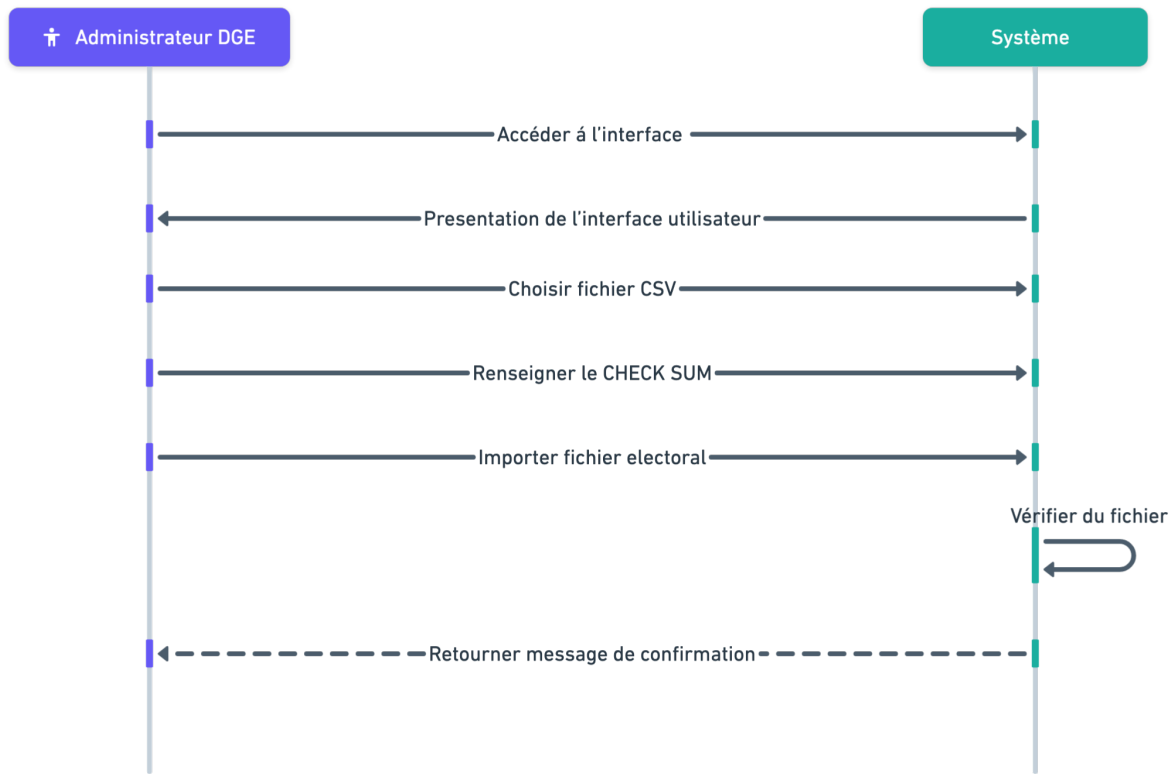 Administrateur DGE
Système
Accéder á l’interface
Presentation de l’interface utilisateur
Choisir fichier CSV
Renseigner le CHECK SUM
Importer fichier electoral
Vérifier du fichier
Retourner message de confirmation